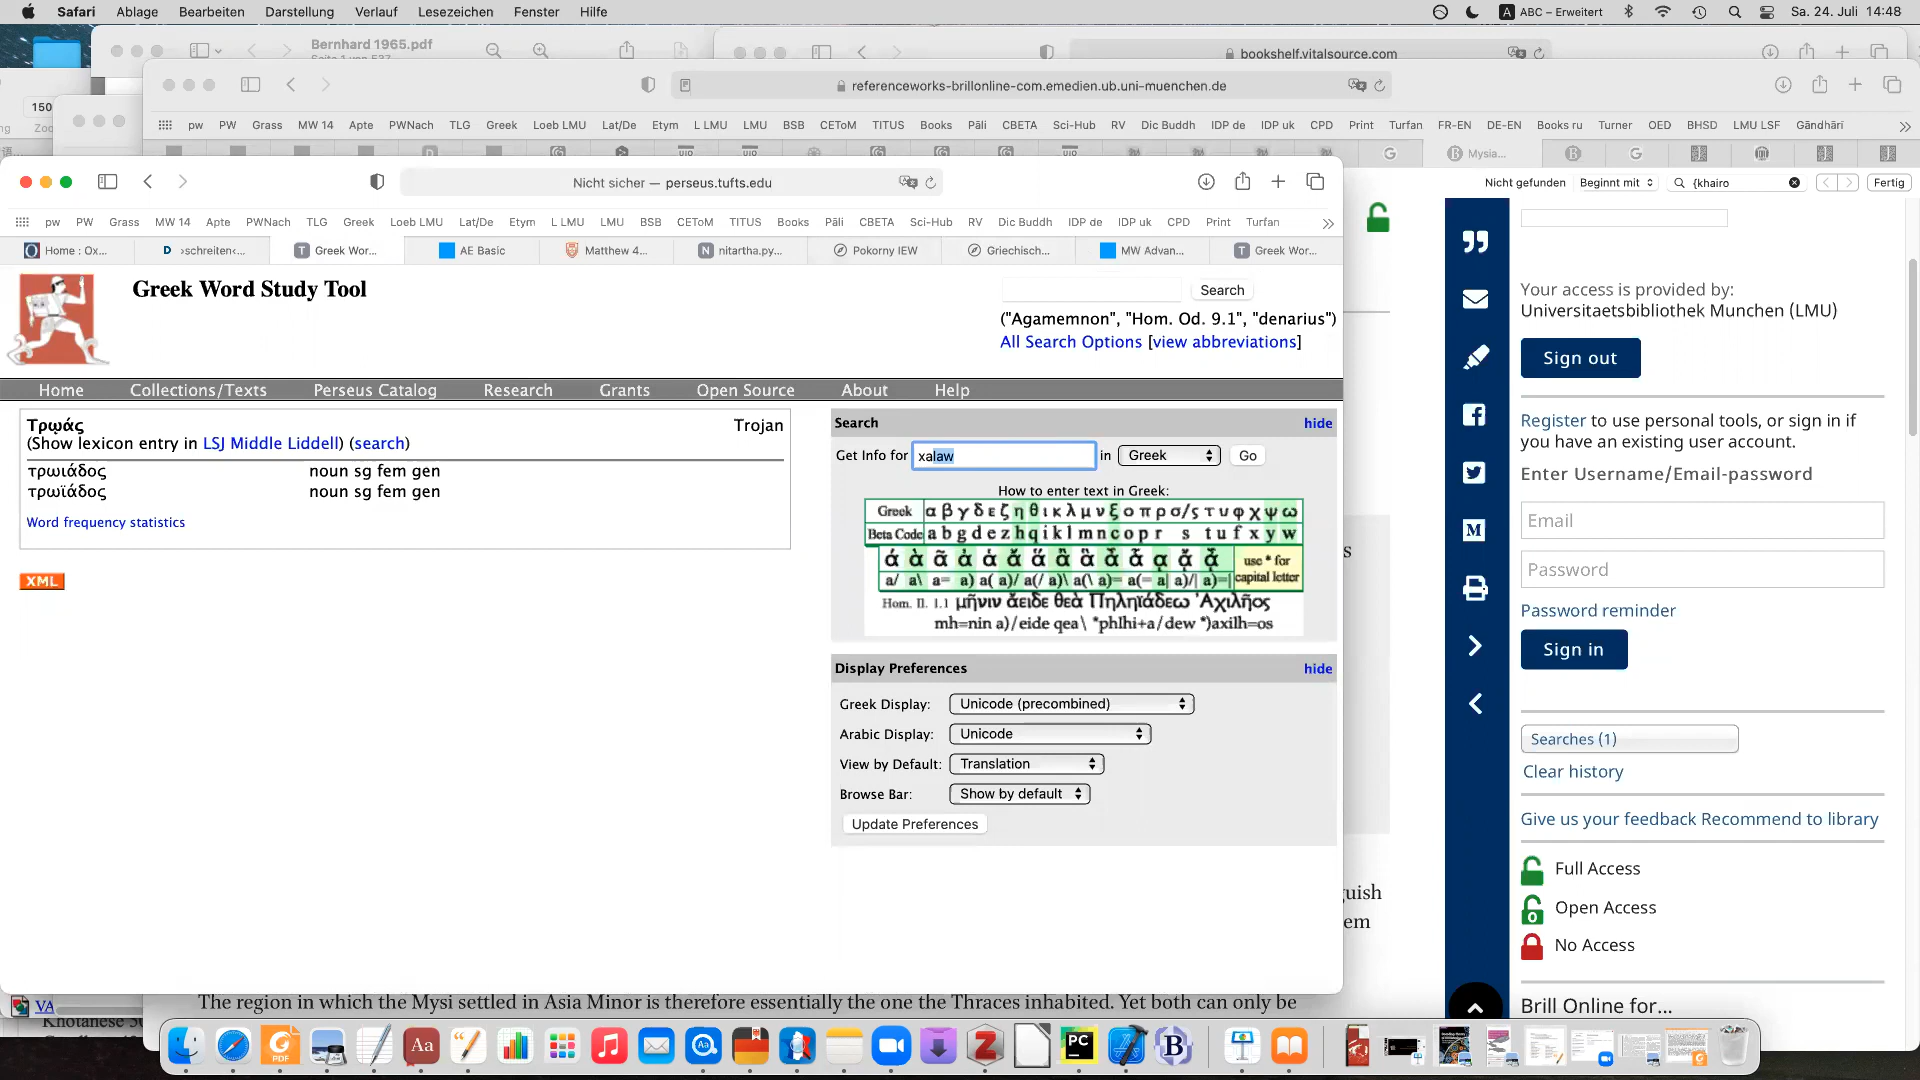 Safari Ablage Bearbeiten Darstellung Verlauf Lesezeichen Fenster Hilfe A ABC – Erweitert Sa. 24. Juli 14:48
Bernhard 1965.pdf
bookshelf.vitalsource.com
referenceworks-brillonline-com.emedien.ub.uni-muenchen.de
150
pw PW Grass MW 14 Apte PWNach TLG Greek Loeb LMU Lat/De Etym L LMU LMU BSB CEToM TITUS Books Pāli CBETA Sci-Hub RV Dic Buddh IDP de IDP uk CPD Print Turfan FR-EN DE-EN Books ru Turner OED BHSD LMU LSF Gāndhārī
Mysia...
Nicht sicher — perseus.tufts.edu
Nicht gefunden Beginnt mit {khairo Fertig
pw PW Grass MW 14 Apte PWNach TLG Greek Loeb LMU Lat/De Etym L LMU LMU BSB CEToM TITUS Books Pāli CBETA Sci-Hub RV Dic Buddh IDP de IDP uk CPD Print Turfan
Home : Ox... ›schreiten‹... Greek Wor... AE Basic Matthew 4... nitartha.py... Pokorny IEW Griechisch... MW Advan... Greek Wor...
Greek Word Study Tool
Search
("Agamemnon", "Hom. Od. 9.1", "denarius")
All Search Options [view abbreviations]
Home Collections/Texts Perseus Catalog Research Grants Open Source About Help
Τρῳάς Trojan
(Show lexicon entry in LSJ Middle Liddell) (search)
τρωιάδος noun sg fem gen
τρωϊάδος noun sg fem gen
Word frequency statistics
XML
Search hide
Get Info for xalaw in Greek Go
How to enter text in Greek:
Greek α β γ δ ε ζ η θ ι κ λ μ ν ξ ο π ρ σ/ς τ υ φ χ ψ ω
Beta Code a b g d e z h q i k l m n c o p r s t u f x y w
ά ὰ ᾶ ἀ ἁ ἄ ἅ ἂ ἃ ἆ ἇ ᾳ ᾄ ᾆ
a/ a\ a= a) a( a)/ a(/ a)\ a(\ a)= a(= a| a)/| a)=|
use * for capital letter
Hom. Il. 1.1 μῆνιν ἄειδε θεὰ Πηληϊάδεω Ἀχιλῆος
mh=nin a)/eide qea\ *phlhi+a/dew *)axilh=os
Display Preferences hide
Greek Display: Unicode (precombined)
Arabic Display: Unicode
View by Default: Translation
Browse Bar: Show by default
Update Preferences
Your access is provided by:
Universitaetsbibliothek Munchen (LMU)
Sign out
Register to use personal tools, or sign in if
you have an existing user account.
Enter Username/Email-password
Email
Password
Password reminder
Sign in
Searches (1)
Clear history
Give us your feedback Recommend to library
Full Access
Open Access
No Access
Brill Online for...
s
guish
em
The region in which the Mysi settled in Asia Minor is therefore essentially the one the Thraces inhabited. Yet both can only be
VA